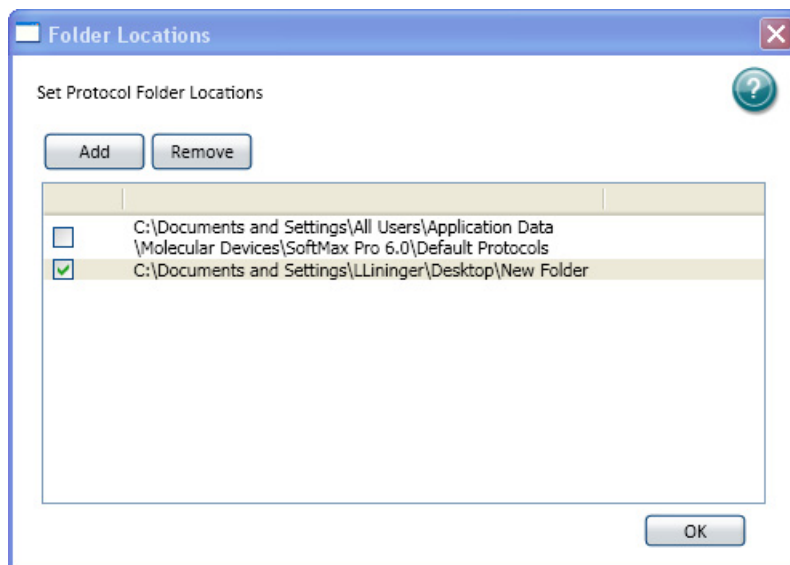 Folder Locations
Set Protocol Folder Locations
?
Add Remove
C:\Documents and Settings\All Users\Application Data
\Molecular Devices\SoftMax Pro 6.0\Default Protocols
C:\Documents and Settings\LLininger\Desktop\New Folder
OK